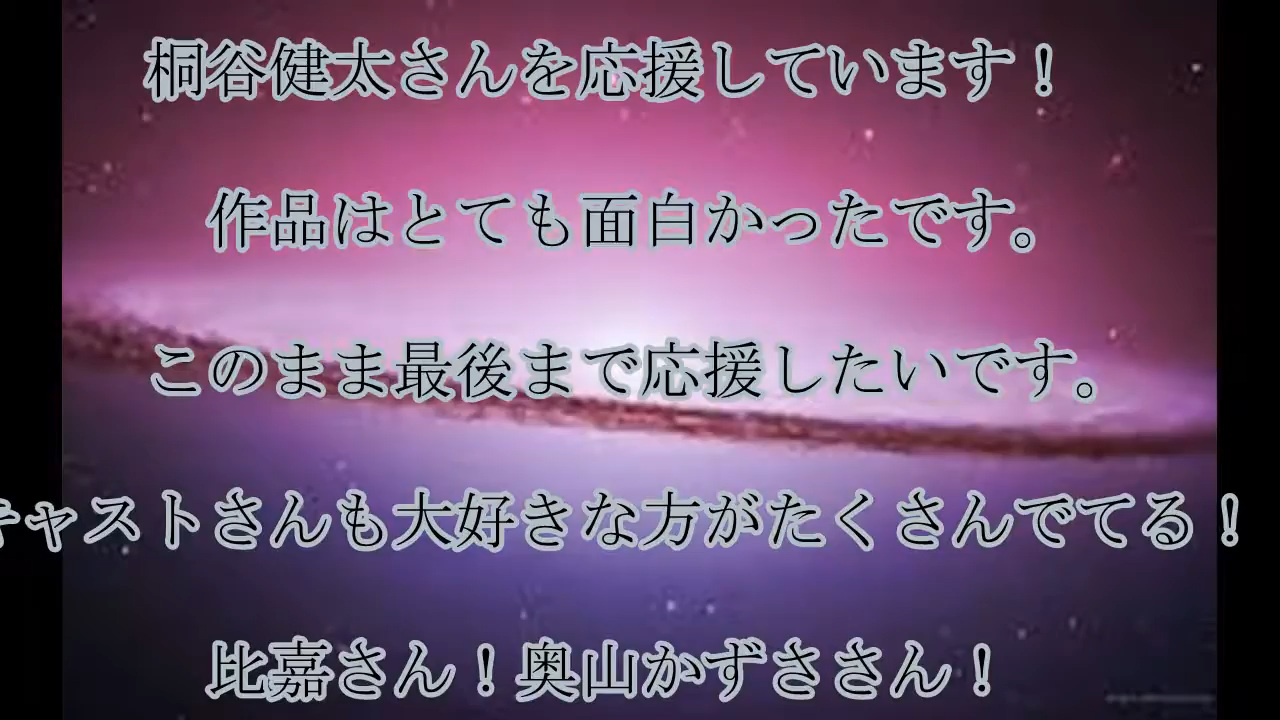 桐谷健太さんを応援しています！
作品はとても面白かったです。
このまま最後まで応援したいです。
キャストさんも大好きな方がたくさんでてる！
比嘉さん！奥山かずささん！